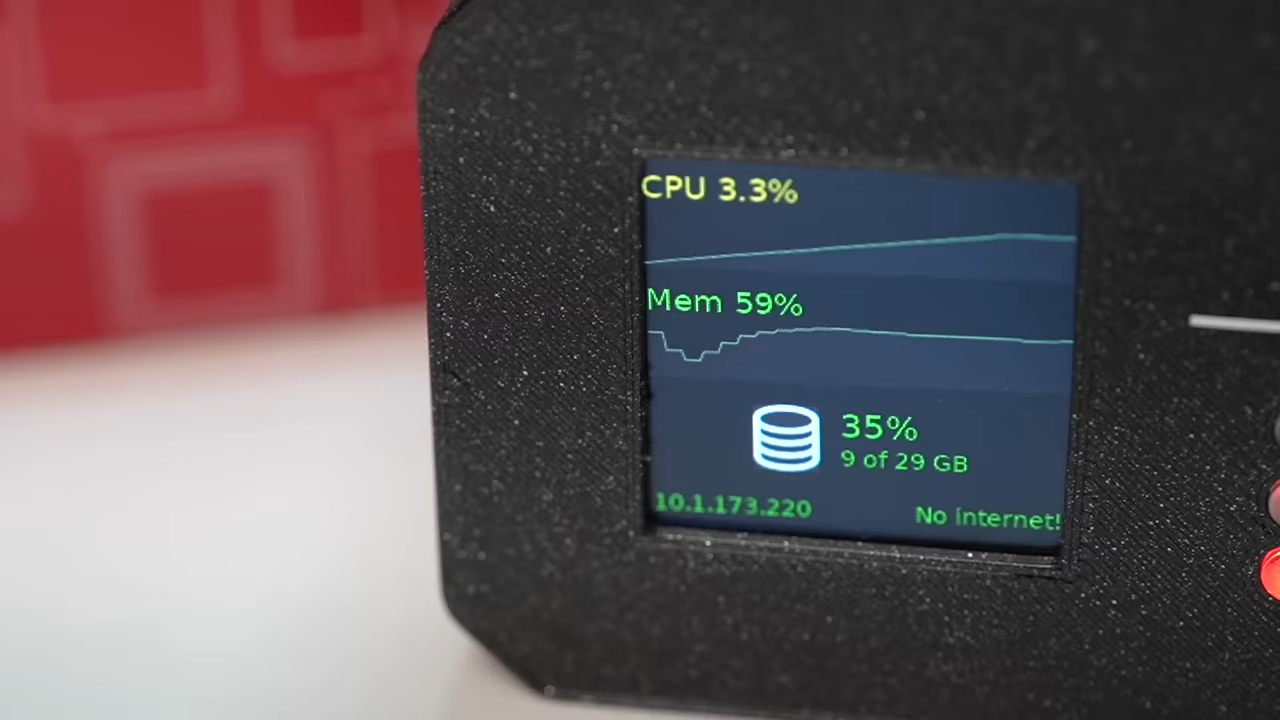 CPU 3.3%
Mem 59%
35%
9 of 29 GB
10.1.173.220 No internet!